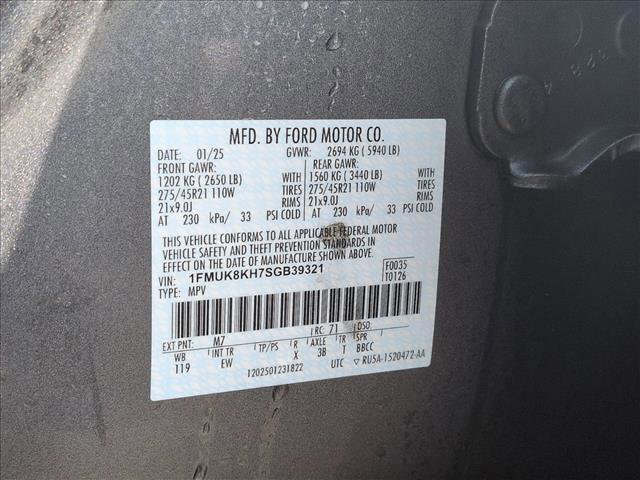 MFD. BY FORD MOTOR CO.
DATE: 01/25 GVWR: 2694 KG ( 5940 LB)
FRONT GAWR: REAR GAWR:
1202 KG ( 2650 LB) 1560 KG ( 3440 LB)
275/45R21 110W TIRES 275/45R21 110W TIRES
21x9.0J RIMS 21x9.0J RIMS
AT 230 kPa/ 33 PSI COLD AT 230 kPa/ 33 PSI COLD
THIS VEHICLE CONFORMS TO ALL APPLICABLE FEDERAL MOTOR
VEHICLE SAFETY AND THEFT PREVENTION STANDARDS IN
EFFECT ON THE DATE OF MANUFACTURE SHOWN ABOVE.
VIN: 1FMUK8KH7SGB39321 F0035
TYPE: MPV T0126
EXT PNT: M7 RC: 71 DSO:
WB INT TR TP/PS R AXLE TR SPR
119 EW X 3B T BBCC
1202501231822 UTC ▽ RU5A-1520472-AA